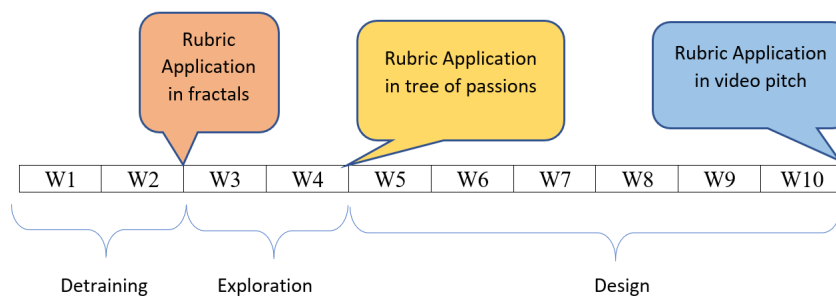 Rubric
Application
in fractals
Rubric Application
in tree of passions
Rubric Application
in video pitch
W1 W2 W3 W4 W5 W6 W7 W8 W9 W10
Detraining Exploration Design